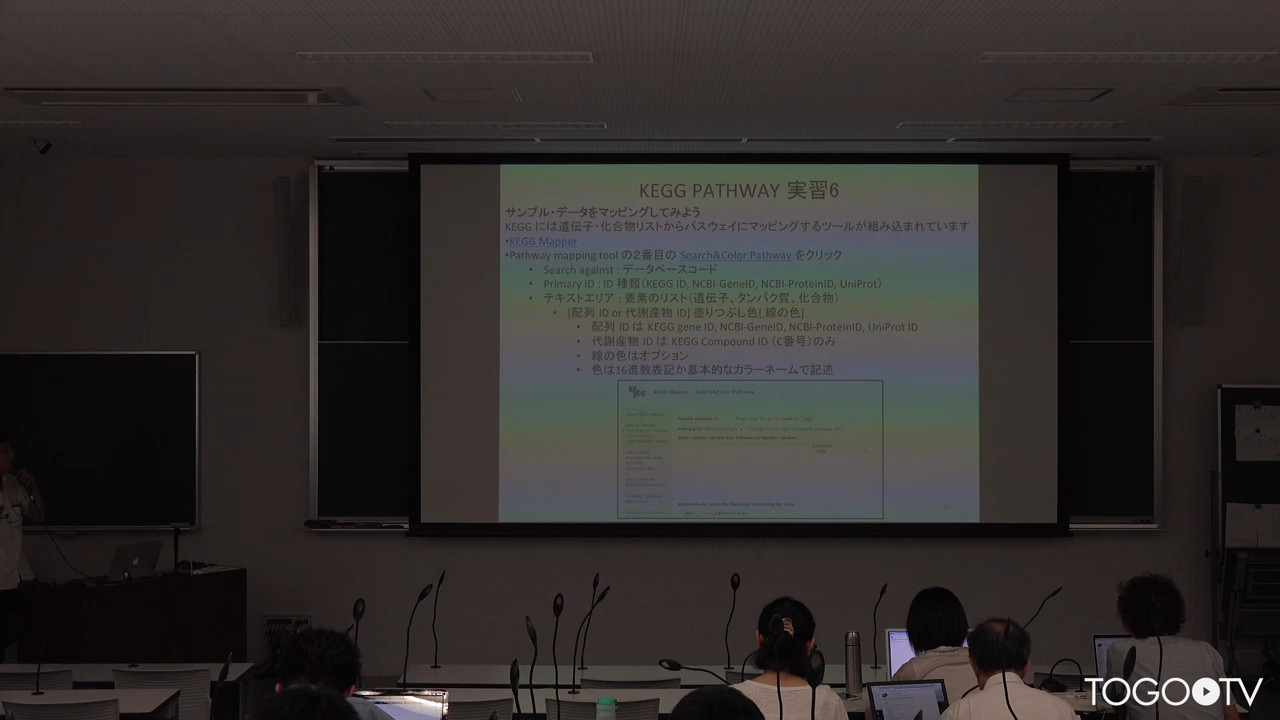 KEGG PATHWAY 実習6
サンプル・データをマッピングしてみよう
KEGG には遺伝子・化合物リストからパスウェイにマッピングするツールが組み込まれています
•KEGG Mapper
•Pathway mapping tool の2番目の Search&Color Pathway をクリック
• Search against : データベースコード
• Primary ID : ID 種類(KEGG ID, NCBI-GeneID, NCBI-ProteinID, UniProt)
• テキストエリア : 要素のリスト(遺伝子、タンパク質、化合物)
• [配列 ID or 代謝産物 ID] 塗りつぶし色[,線の色]
• 配列 ID は KEGG gene ID, NCBI-GeneID, NCBI-ProteinID, UniProt ID
• 代謝産物 ID は KEGG Compound ID (C番号)のみ
• 線の色はオプション
• 色は16進数表記か基本的なカラーネームで記述
KEGG Mapper - Search&Color Pathway
Search against:
Primary ID:
TOGOTV